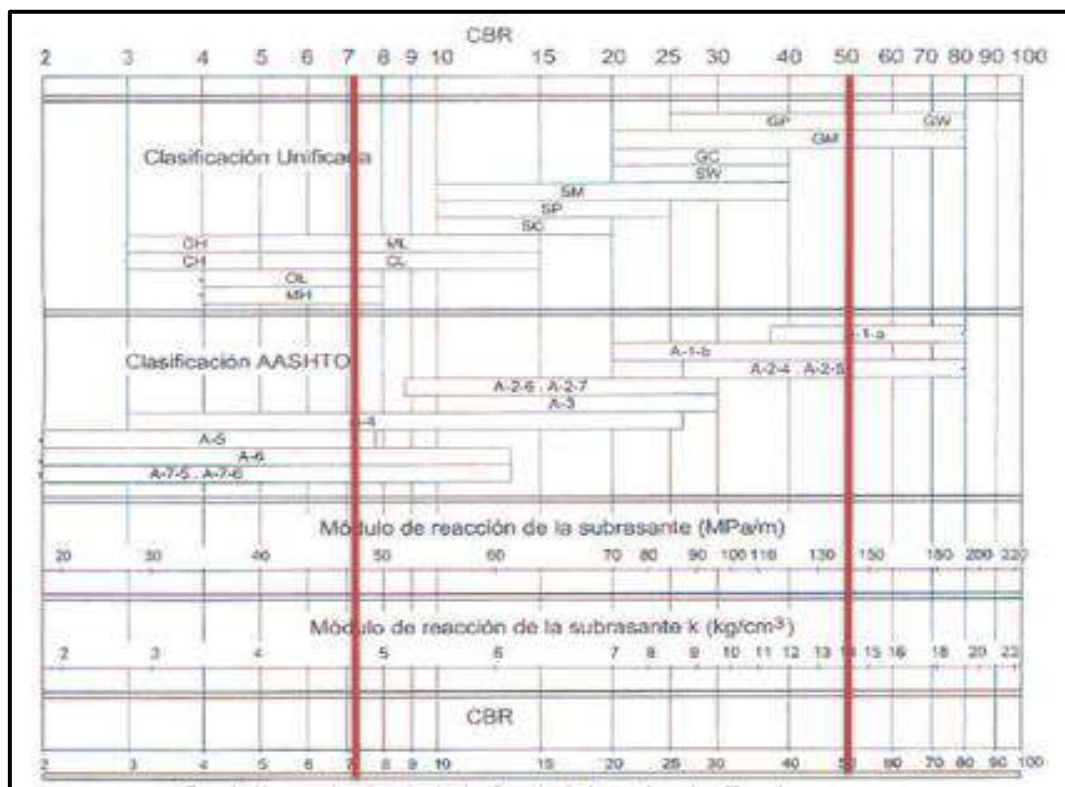 CBR
2 3 4 5 6 7 8 9 10 15 20 25 30 40 50 60 70 80 90 100
GP GW
Clasificación Unificada GM
GC
SW
SM
SP
SC
OH ML
CH CL
OL
MH
A-1-a
Clasificación AASHTO A-1-b
A-2-4 . A-2-5
A-2-6 . A-2-7
A-3
A-4
A-5
A-6
A-7-5 . A-7-6
Módulo de reacción de la subrasante (MPa/m)
20 30 40 50 60 70 80 90 100 110 130 150 180 200 220
Módulo de reacción de la subrasante k (kg/cm³)
2 3 4 5 6 7 8 9 10 11 12 13 14 15 16 18 20 22
CBR
2 3 4 5 6 7 8 9 10 15 20 25 30 40 50 60 70 80 90 100